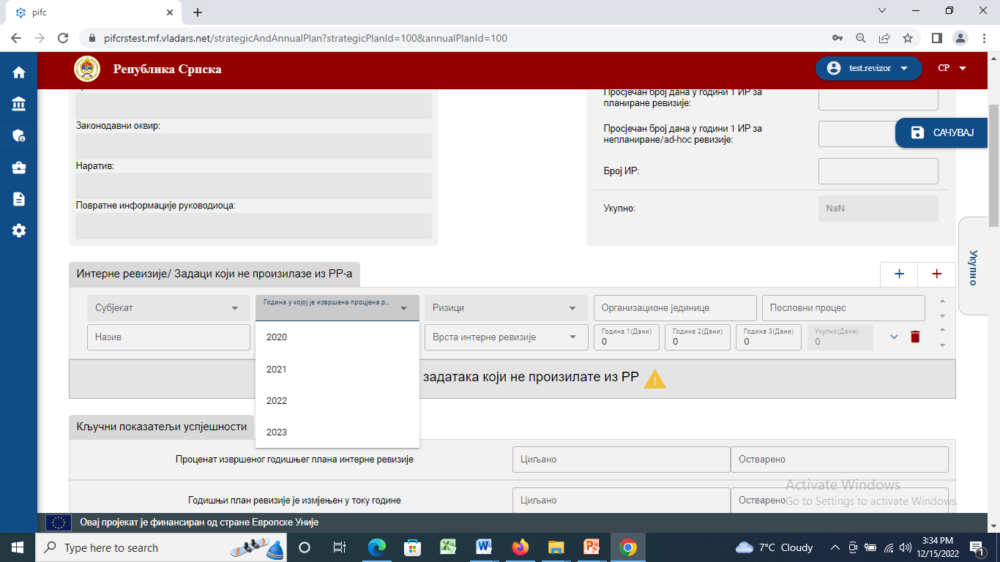 pifc
pifcrstest.mf.vladars.net/strategicAndAnnualPlan?strategicPlanId=100&annualPlanId=100
Република Српска
test.revizor
СР
Просјечан број дана у години 1 ИР за
планиране ревизије:
Законодавни оквир:
Просјечан број дана у години 1 ИР за
непланиране/ad-hoc ревизије:
САЧУВАЈ
Наратив:
Број ИР:
Повратне информације руководиоца:
Укупно:
NaN
Укупно
Интерне ревизије/ Задаци који не произилазе из РР-а
Субјекат
Година у којој је извршена процјена р...
Ризици
Организационе јединице
Пословни процес
Назив
Врста интерне ревизије
Година 1(Дани)
0
Година 2(Дани)
0
Година 3(Дани)
0
Укупно(Дани)
0
2020
2021
2022
2023
задатака који не произилате из РР
Кључни показатељи успјешности
Проценат извршеног годишњег плана интерне ревизије
Циљано
Остварено
Годишњи план ревизије је измјењен у току године
Циљано
Остварено
Activate Windows
Go to Settings to activate Windows.
Овај пројекат је финансиран од стране Европске Уније
Type here to search
7°C Cloudy
3:34 PM
12/15/2022
1